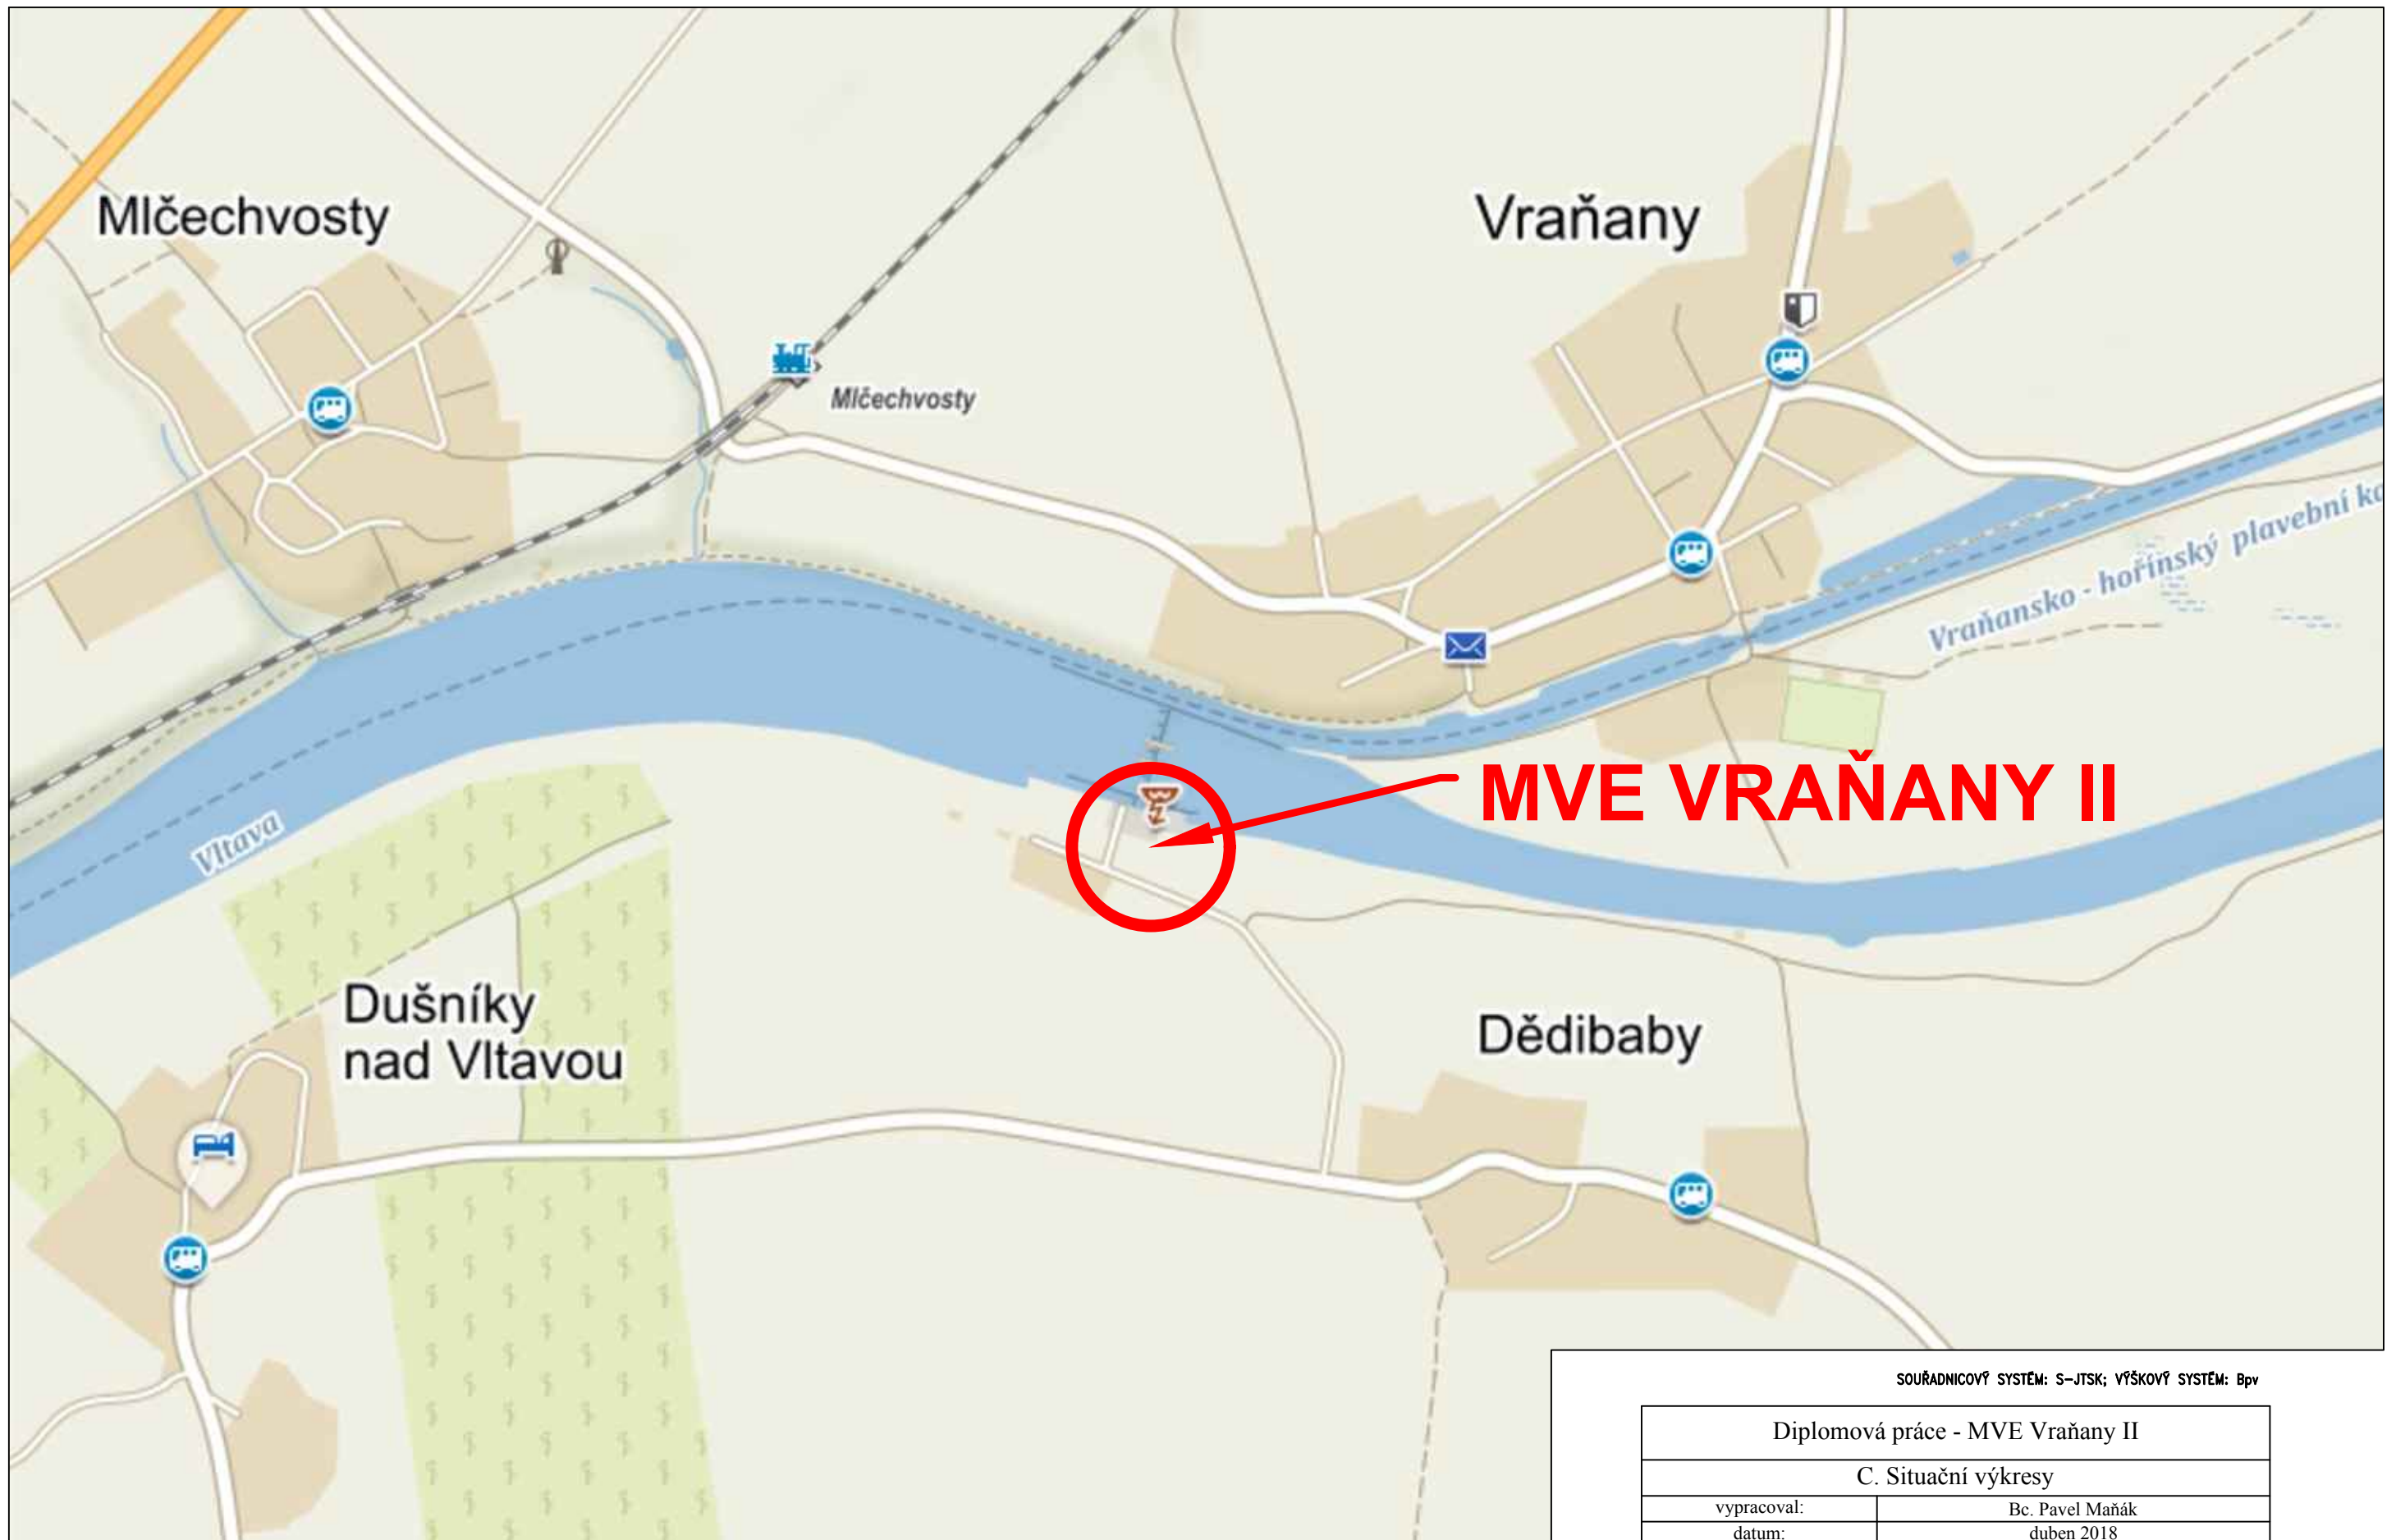 Mlčechvosty
Vraňany
Mlčechvosty
Vraňansko - hořínský plavební
MVE VRAŇANY II
Vltava
Dušníky
nad Vltavou
Dědibaby
SOUŘADNICOVÝ SYSTÉM: S-JTSK; VÝŠKOVÝ SYSTÉM: Bpv
Diplomová práce - MVE Vraňany II
C. Situační výkresy
vypracoval: Bc. Pavel Maňák
datum: duben 2018